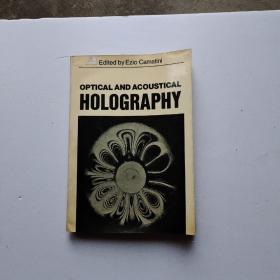 Edited by Ezio Camatini
OPTICAL AND ACOUSTICAL
HOLOGRAPHY